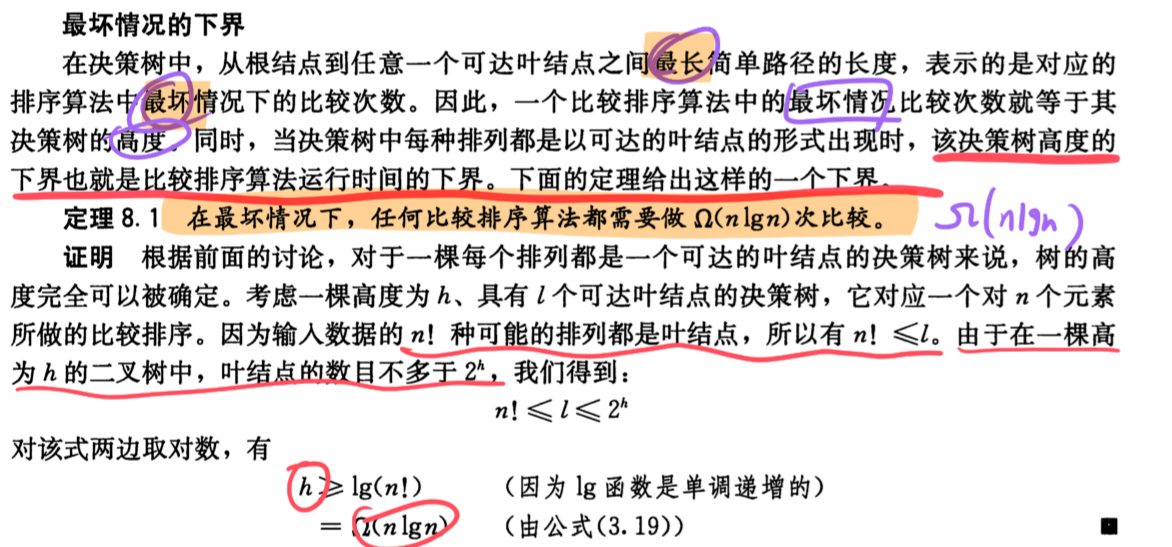 最坏情况的下界
在决策树中，从根结点到任意一个可达叶结点之间最长简单路径的长度，表示的是对应的
排序算法中最坏情况下的比较次数。因此，一个比较排序算法中的最坏情况比较次数就等于其
决策树的高度。同时，当决策树中每种排列都是以可达的叶结点的形式出现时，该决策树高度的
下界也就是比较排序算法运行时间的下界。下面的定理给出这样的一个下界。
定理 8.1 在最坏情况下，任何比较排序算法都需要做 Ω(n lg n)次比较。 Ω(nlgn)
证明 根据前面的讨论，对于一棵每个排列都是一个可达的叶结点的决策树来说，树的高
度完全可以被确定。考虑一棵高度为 h、具有 l 个可达叶结点的决策树，它对应一个对 n 个元素
所做的比较排序。因为输入数据的 n! 种可能的排列都是叶结点，所以有 n! ≤l。由于在一棵高
为 h 的二叉树中，叶结点的数目不多于 2ʰ，我们得到：
n! ≤ l ≤ 2ʰ
对该式两边取对数，有
h ≥ lg(n!) （因为 lg 函数是单调递增的）
= Ω(n lg n) （由公式(3.19)）